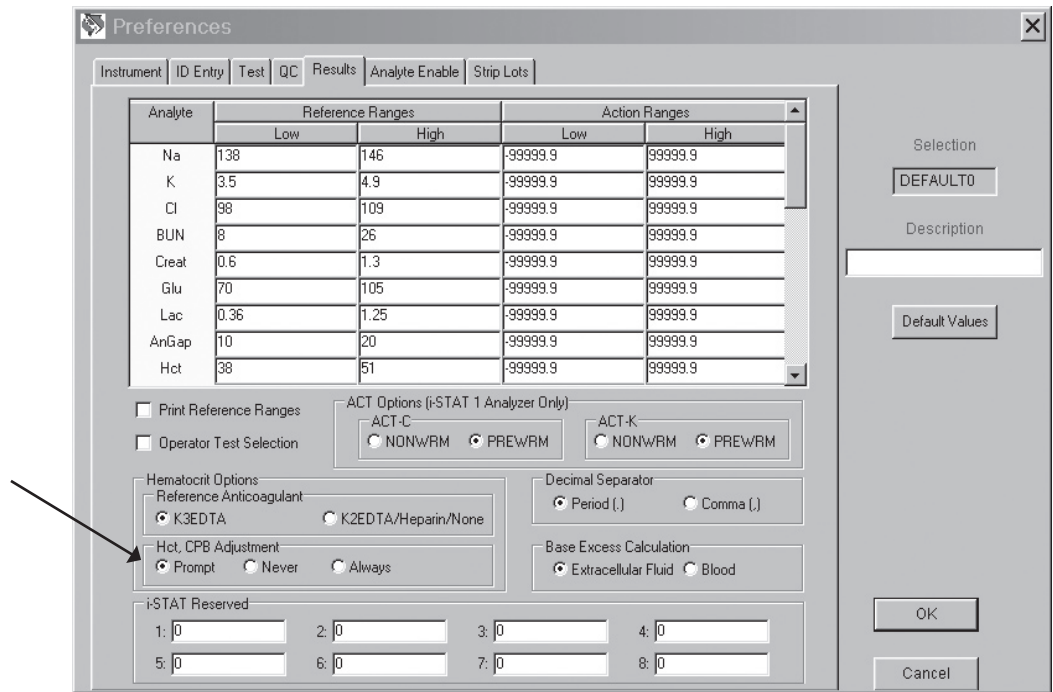 Preferences
Instrument ID Entry Test QC Results Analyte Enable Strip Lots
Analyte Reference Ranges Action Ranges
Low High Low High
Na 138 146 -99999.9 99999.9
K 3.5 4.9 -99999.9 99999.9
Cl 98 109 -99999.9 99999.9
BUN 8 26 -99999.9 99999.9
Creat 0.6 1.3 -99999.9 99999.9
Glu 70 105 -99999.9 99999.9
Lac 0.36 1.25 -99999.9 99999.9
AnGap 10 20 -99999.9 99999.9
Hct 38 51 -99999.9 99999.9
Selection
DEFAULT0
Description
Default Values
Print Reference Ranges
Operator Test Selection
ACT Options (i-STAT 1 Analyzer Only)
ACT-C ACT-K
NONWRM PREWRM NONWRM PREWRM
Hematocrit Options
Reference Anticoagulant
K3EDTA K2EDTA/Heparin/None
Decimal Separator
Period (.) Comma (,)
Hct, CPB Adjustment
Prompt Never Always
Base Excess Calculation
Extracellular Fluid Blood
i-STAT Reserved
1: 0 2: 0 3: 0 4: 0
5: 0 6: 0 7: 0 8: 0
OK
Cancel